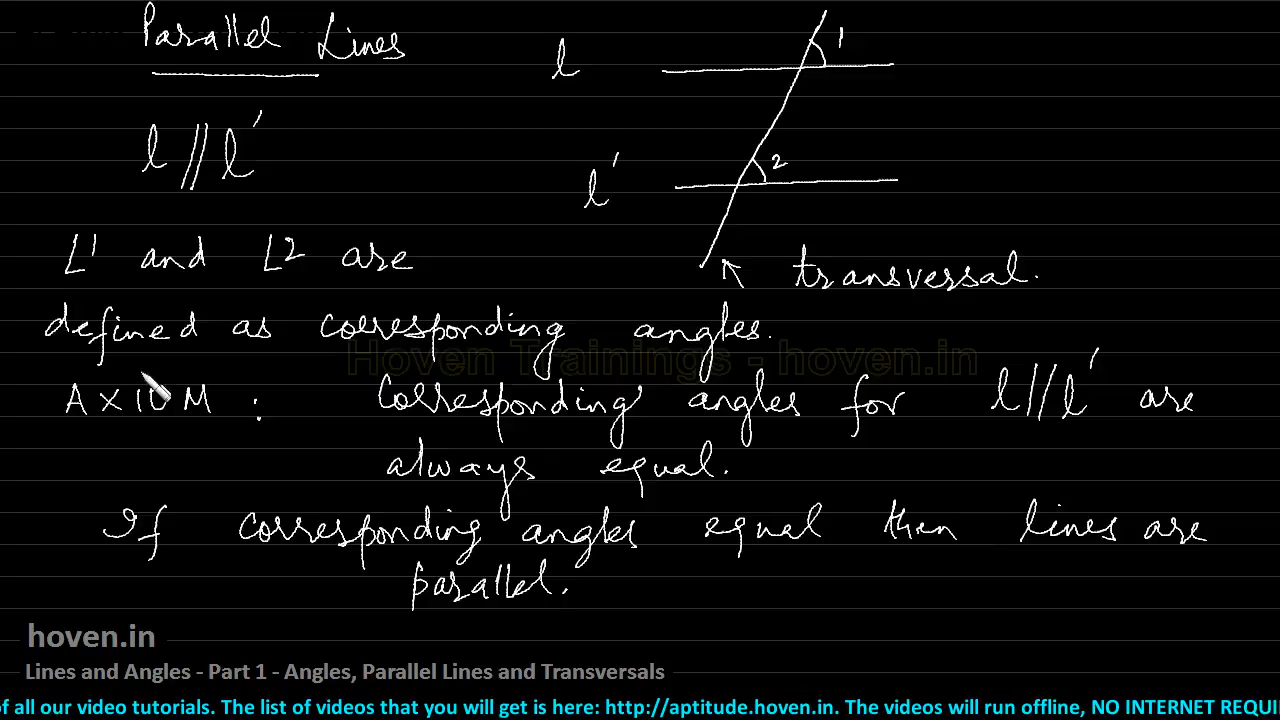 Parallel Lines
l
1
l // l'
l'
2
∠1 and ∠2 are
transversal.
defined as corresponding angles.
Hoven Trainings - hoven.in
AXIOM : Corresponding angles for l // l' are
always equal.
If corresponding angles equal then lines are
parallel.
hoven.in
Lines and Angles - Part 1 - Angles, Parallel Lines and Transversals
of all our video tutorials. The list of videos that you will get is here: http://aptitude.hoven.in. The videos will run offline, NO INTERNET REQUI